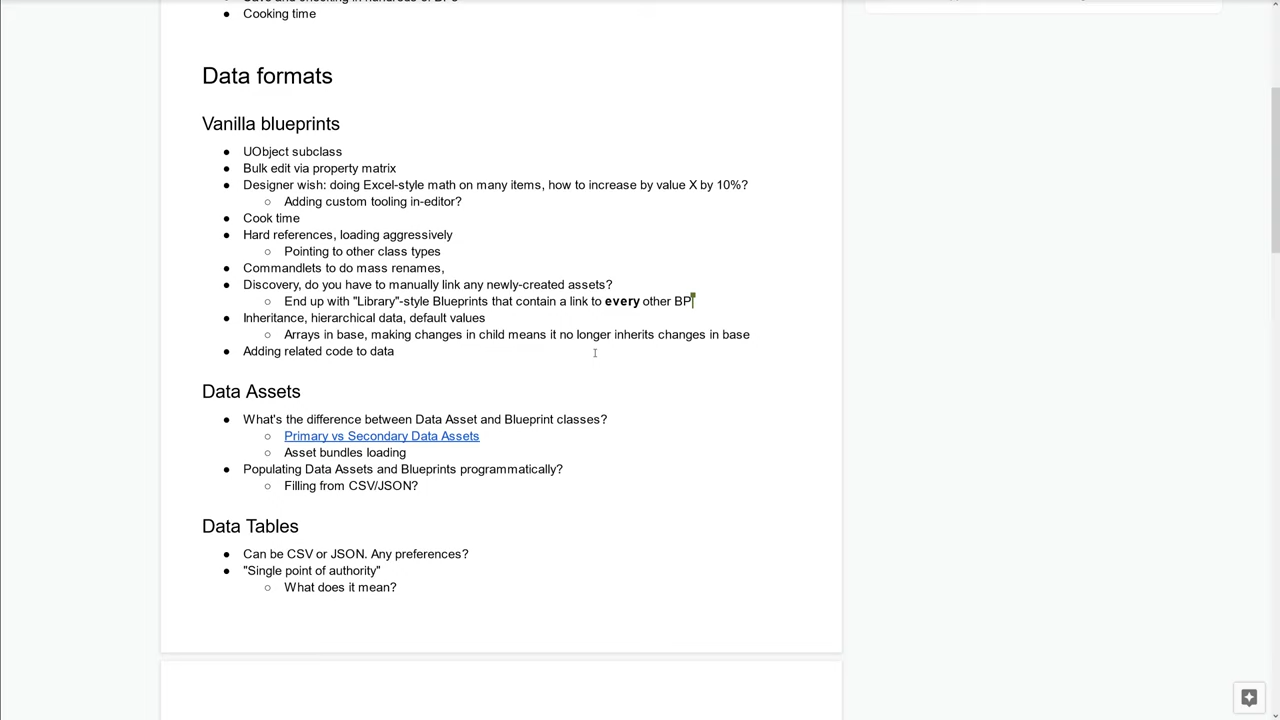 Cooking time
Data formats
Vanilla blueprints
● UObject subclass
● Bulk edit via property matrix
● Designer wish: doing Excel-style math on many items, how to increase by value X by 10%?
○ Adding custom tooling in-editor?
● Cook time
● Hard references, loading aggressively
○ Pointing to other class types
● Commandlets to do mass renames,
● Discovery, do you have to manually link any newly-created assets?
○ End up with "Library"-style Blueprints that contain a link to every other BP
● Inheritance, hierarchical data, default values
○ Arrays in base, making changes in child means it no longer inherits changes in base
● Adding related code to data
Data Assets
● What's the difference between Data Asset and Blueprint classes?
○ Primary vs Secondary Data Assets
○ Asset bundles loading
● Populating Data Assets and Blueprints programmatically?
○ Filling from CSV/JSON?
Data Tables
● Can be CSV or JSON. Any preferences?
● "Single point of authority"
○ What does it mean?